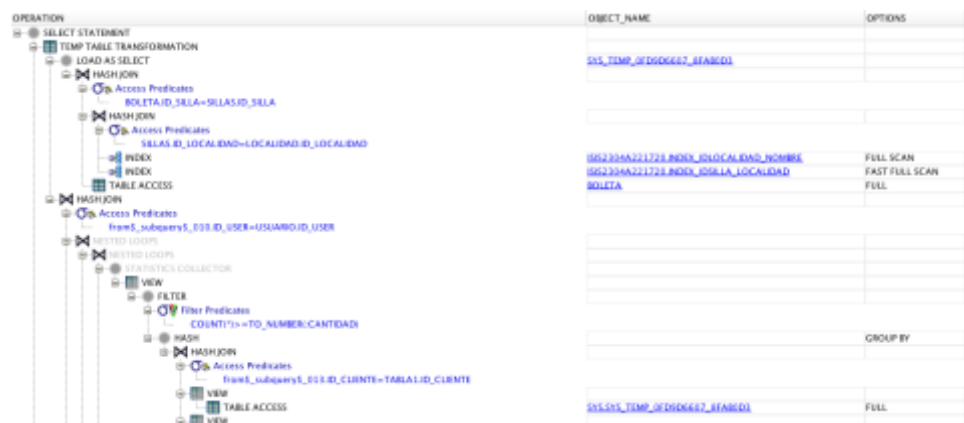 OPERATION OBJECT_NAME OPTIONS
SELECT STATEMENT
TEMP TABLE TRANSFORMATION
LOAD AS SELECT SYS_TEMP_0FD9D6607_8FA80D3
HASH JOIN
Access Predicates
BOLETA.ID_SILLA=SILLAS.ID_SILLA
HASH JOIN
Access Predicates
SILLAS.ID_LOCALIDAD=LOCALIDAD.ID_LOCALIDAD
INDEX ISIS2304A221720.INDEX_IDLOCALIDAD_NOMBRE FULL SCAN
INDEX ISIS2304A221720.INDEX_IDSILLA_LOCALIDAD FAST FULL SCAN
TABLE ACCESS BOLETA FULL
HASH JOIN
Access Predicates
from$_subquery$_010.ID_USER=USUARIO.ID_USER
NESTED LOOPS
NESTED LOOPS
STATISTICS COLLECTOR
VIEW
FILTER
Filter Predicates
COUNT(*)>=TO_NUMBER(:CANTIDAD)
HASH GROUP BY
HASH JOIN
Access Predicates
from$_subquery$_013.ID_CLIENTE=TABLA1.ID_CLIENTE
VIEW
TABLE ACCESS SYS.SYS_TEMP_0FD9D6607_8FA80D3 FULL
VIEW